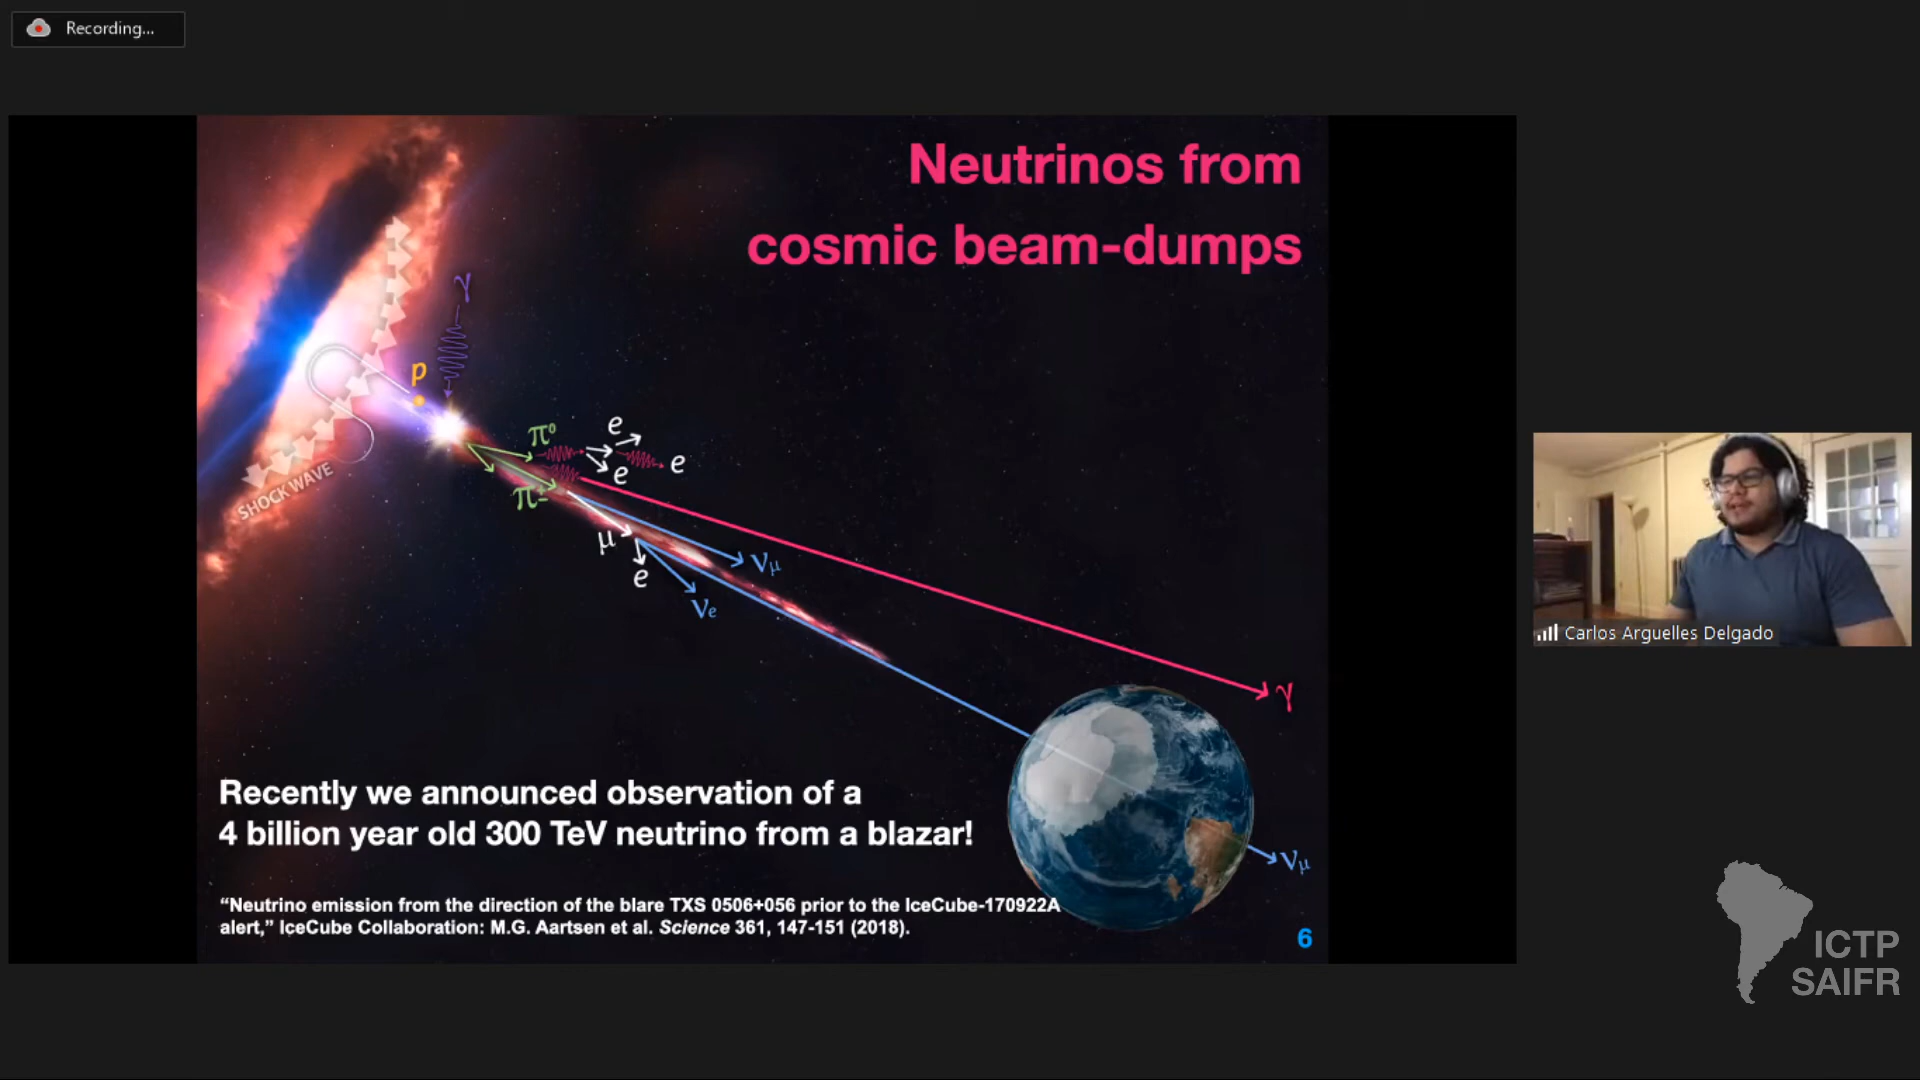 Recording...
Neutrinos from
cosmic beam-dumps
γ
p
π⁰
e
e
e
π±
SHOCK WAVE
μ
e
νμ
νe
γ
Recently we announced observation of a
4 billion year old 300 TeV neutrino from a blazar!
νμ
“Neutrino emission from the direction of the blare TXS 0506+056 prior to the IceCube-170922A
alert,” IceCube Collaboration: M.G. Aartsen et al. Science 361, 147-151 (2018).
6
Carlos Arguelles Delgado
ICTP
SAIFR